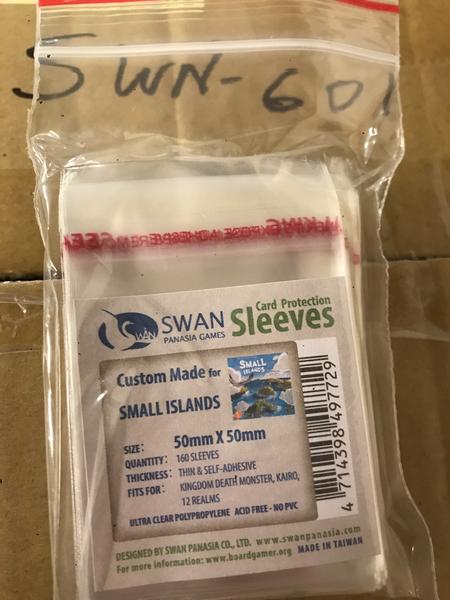 SWN-601
SWAN
SWAN
PANASIA GAMES
Card Protection
Sleeves
Custom Made for
SMALL ISLANDS
SMALL
ISLANDS
SIZE: 50mm X 50mm
QUANTITY: 160 SLEEVES
THICKNESS: THIN & SELF-ADHESIVE
FITS FOR: KINGDOM DEATH MONSTER, KAIRO,
12 REALMS
ULTRA CLEAR POLYPROPYLENE ACID FREE - NO PVC
4 714398 497729
DESIGNED BY SWAN PANASIA CO., LTD. www.swanpanasia.com
For more information: www.boardgamer.org MADE IN TAIWAN